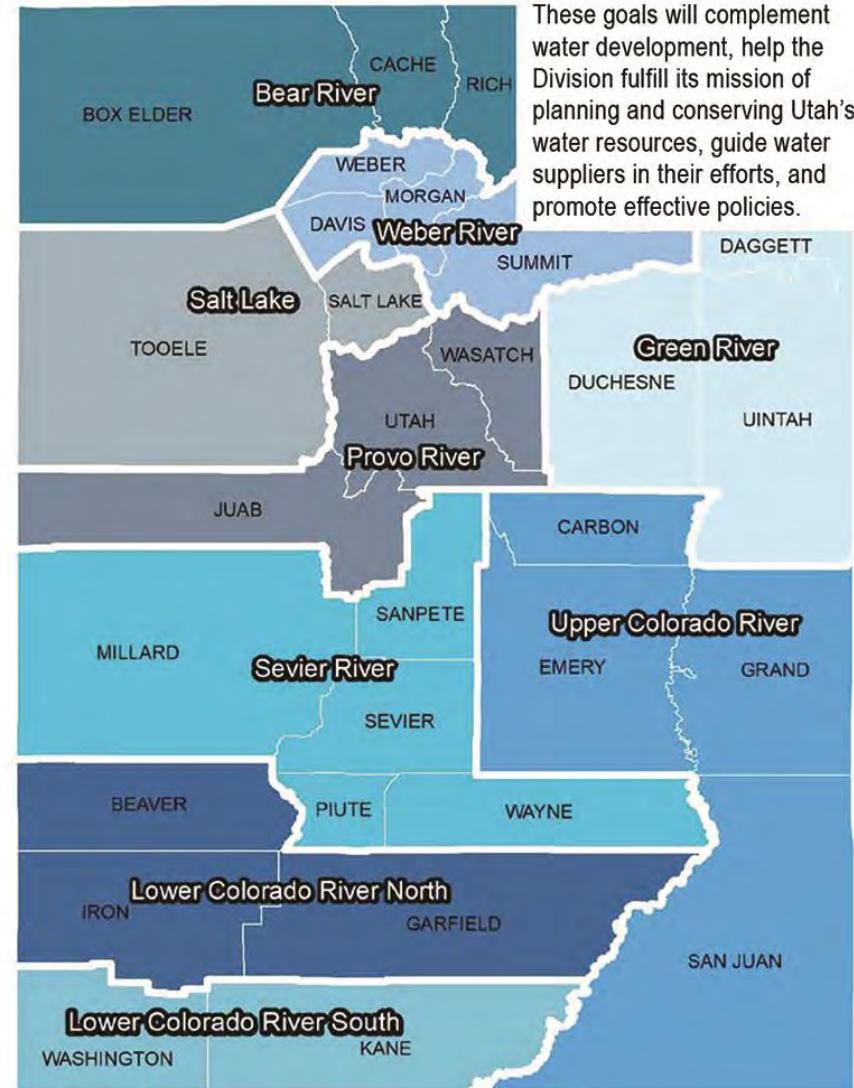 These goals will complement
water development, help the
Division fulfill its mission of
planning and conserving Utah's
water resources, guide water
suppliers in their efforts, and
promote effective policies.
CACHE
RICH
Bear River
BOX ELDER
WEBER
MORGAN
DAVIS
Weber River
SUMMIT
DAGGETT
Salt Lake
SALT LAKE
TOOELE
WASATCH
Green River
DUCHESNE
UTAH
UINTAH
Provo River
JUAB
CARBON
SANPETE
Upper Colorado River
MILLARD
Sevier River
EMERY
GRAND
SEVIER
BEAVER
PIUTE
WAYNE
Lower Colorado River North
IRON
GARFIELD
SAN JUAN
Lower Colorado River South
KANE
WASHINGTON